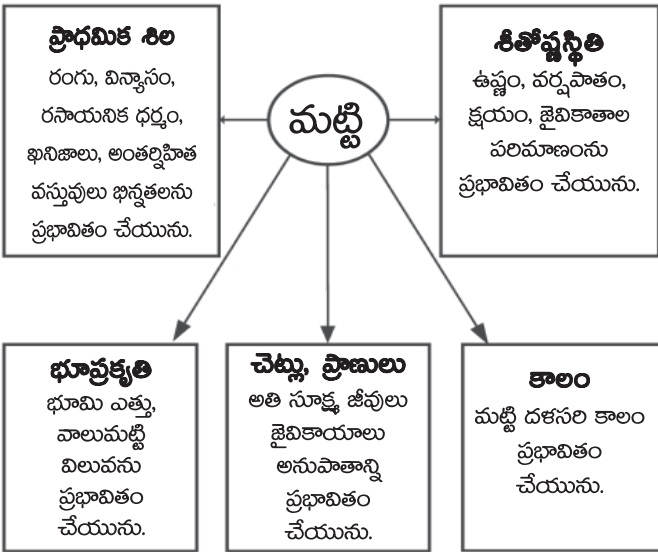 ప్రాధమిక శిల
రంగు, విన్యాసం,
రసాయనిక ధర్మం,
ఖనిజాలు, అంతర్నిహిత
వస్తువులు భిన్నతలను
ప్రభావితం చేయును.
మట్టి
శీతోష్ణస్థితి
ఉష్ణం, వర్షపాతం,
క్షయం, జైవికాతాల
పరిమాణంను
ప్రభావితం చేయును.
భూప్రకృతి
భూమి ఎత్తు,
వాలుమట్టి
విలువను
ప్రభావితం
చేయును.
చెట్లు, ప్రాణులు
అతి సూక్ష్మ జీవులు
జైవికాయాలు
అనుపాతాన్ని
ప్రభావితం
చేయును.
కాలం
మట్టి దళసరి కాలం
ప్రభావితం
చేయును.